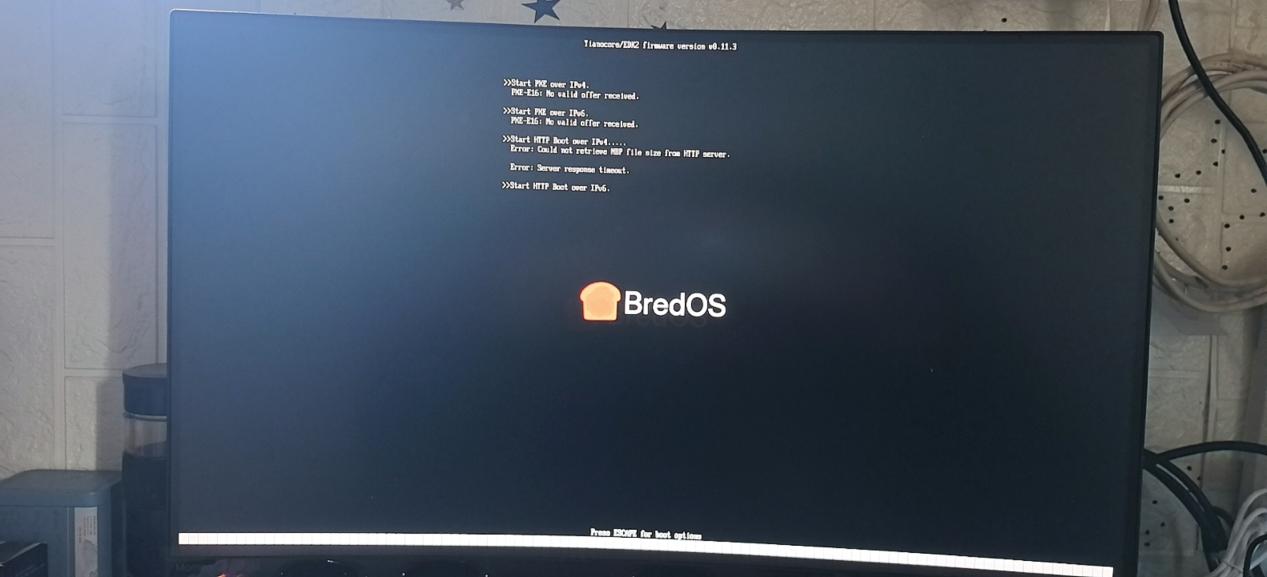 Tianocore/EDK2 firmware version v0.11.3
>>Start PXE over IPv4.
PXE-E16: No valid offer received.
>>Start PXE over IPv6.
PXE-E16: No valid offer received.
>>Start HTTP Boot over IPv4.....
Error: Could not retrieve NBP file size from HTTP server.
Error: Server response timeout.
>>Start HTTP Boot over IPv6.
BredOS
Press ESCAPE for boot options